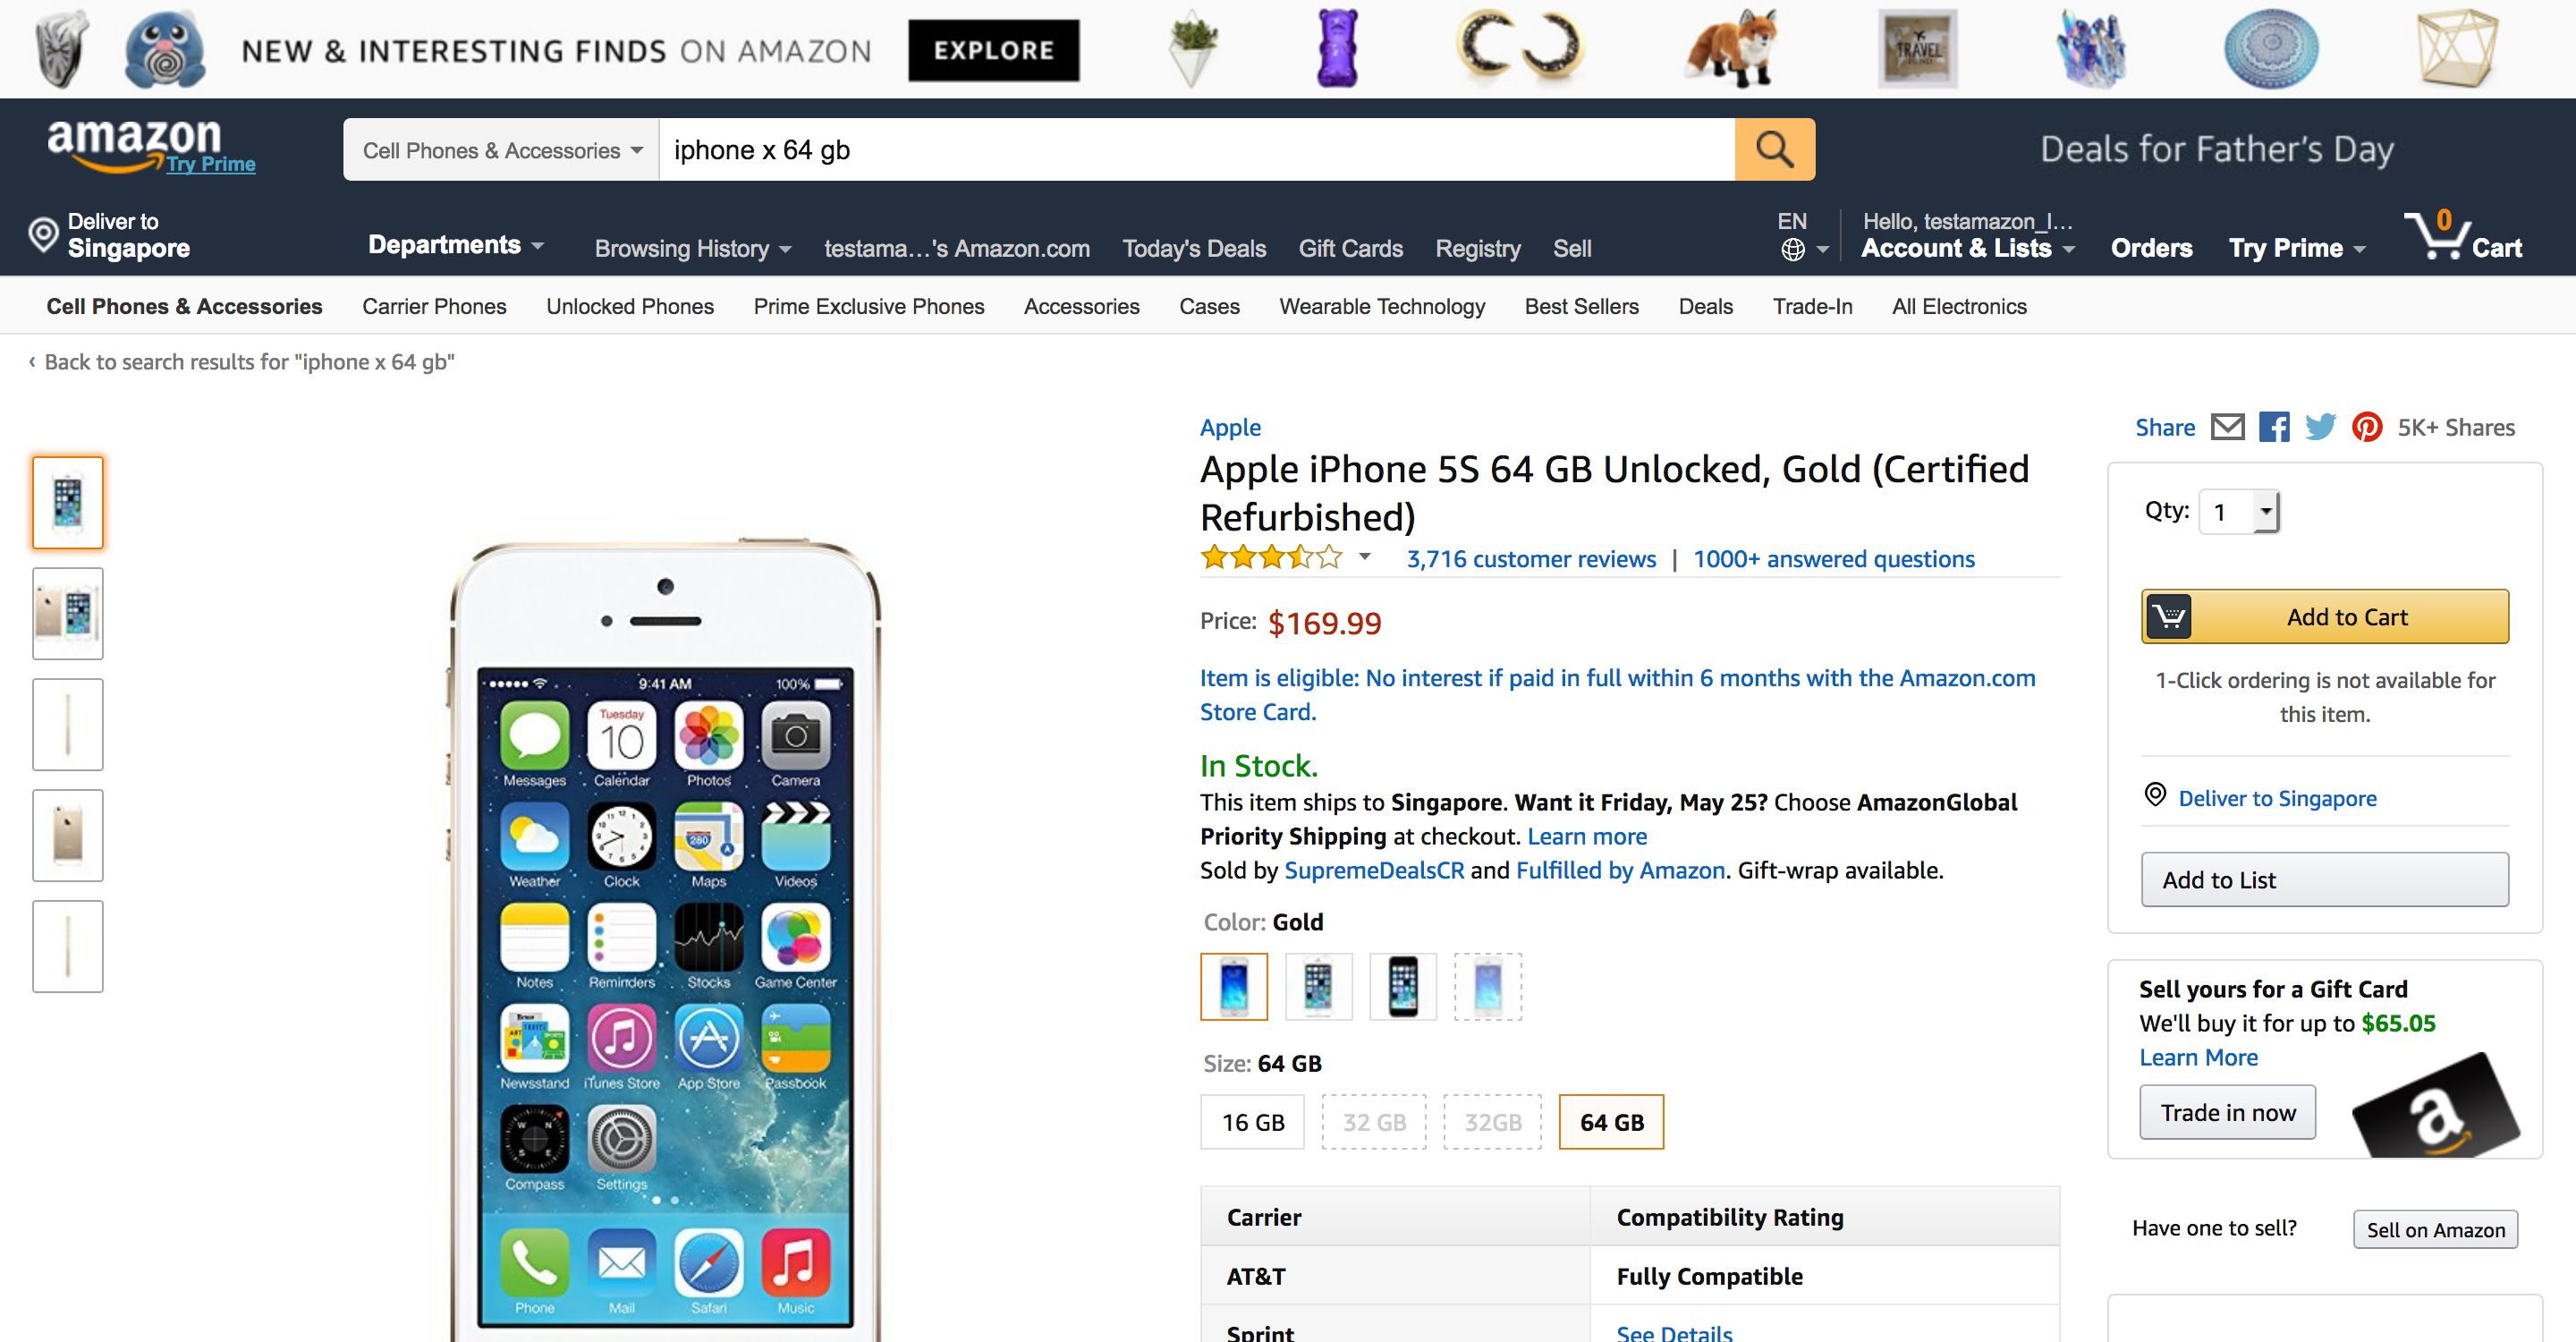 NEW & INTERESTING FINDS ON AMAZON
EXPLORE
TRAVEL
FUND
amazon
Try Prime
Cell Phones & Accessories
iphone x 64 gb
Deals for Father's Day
Deliver to
Singapore
Departments
Browsing History
testama...'s Amazon.com
Today's Deals
Gift Cards
Registry
Sell
EN
Hello, testamazon_l...
Account & Lists
Orders
Try Prime
0
Cart
Cell Phones & Accessories
Carrier Phones
Unlocked Phones
Prime Exclusive Phones
Accessories
Cases
Wearable Technology
Best Sellers
Deals
Trade-In
All Electronics
‹ Back to search results for "iphone x 64 gb"
9:41 AM
100%
Tuesday
10
Messages
Calendar
Photos
Camera
280
Weather
Clock
Maps
Videos
Notes
Reminders
Stocks
Game Center
Newsstand
iTunes Store
App Store
Passbook
Compass
Settings
Phone
Mail
Safari
Music
Apple
Apple iPhone 5S 64 GB Unlocked, Gold (Certified
Refurbished)
3,716 customer reviews | 1000+ answered questions
Price: $169.99
Item is eligible: No interest if paid in full within 6 months with the Amazon.com
Store Card.
In Stock.
This item ships to Singapore. Want it Friday, May 25? Choose AmazonGlobal
Priority Shipping at checkout. Learn more
Sold by SupremeDealsCR and Fulfilled by Amazon. Gift-wrap available.
Color: Gold
Size: 64 GB
16 GB
32 GB
32GB
64 GB
Carrier
Compatibility Rating
AT&T
Fully Compatible
Sprint
See Details
Share
5K+ Shares
Qty: 1
Add to Cart
1-Click ordering is not available for
this item.
Deliver to Singapore
Add to List
Sell yours for a Gift Card
We'll buy it for up to $65.05
Learn More
Trade in now
a
Have one to sell?
Sell on Amazon